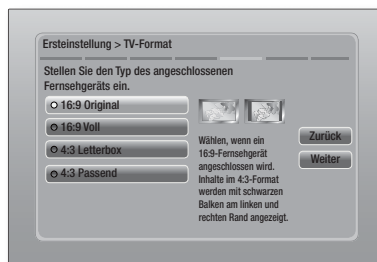 Ersteinstellung > TV-Format
Stellen Sie den Typ des angeschlossenen
Fernsehgeräts ein.
16:9 Original
16:9 Voll
4:3 Letterbox
4:3 Passend
Wählen, wenn ein
16:9-Fernsehgerät
angeschlossen wird.
Inhalte im 4:3-Format
werden mit schwarzen
Balken am linken und
rechten Rand angezeigt.
Zurück
Weiter